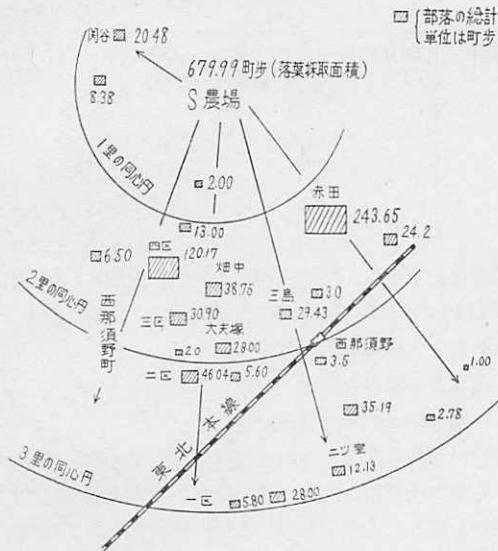 部落の総計
単位は町歩
関谷 20.48
679.99町歩(落葉採取面積)
S農場
8.38
1里の同心円
2.00
赤田
243.65
13.00
24.2
6.50
四区
120.17
畑中
38.75
三島
3.0
29.43
2里の同心円
西那須野町
三区
30.90
大夫塚
28.00
2.0
西那須野
3.5
1.00
二区
46.04
5.60
35.19
2.78
東北本線
二ツ室
12.13
3里の同心円
一区
5.80
28.00